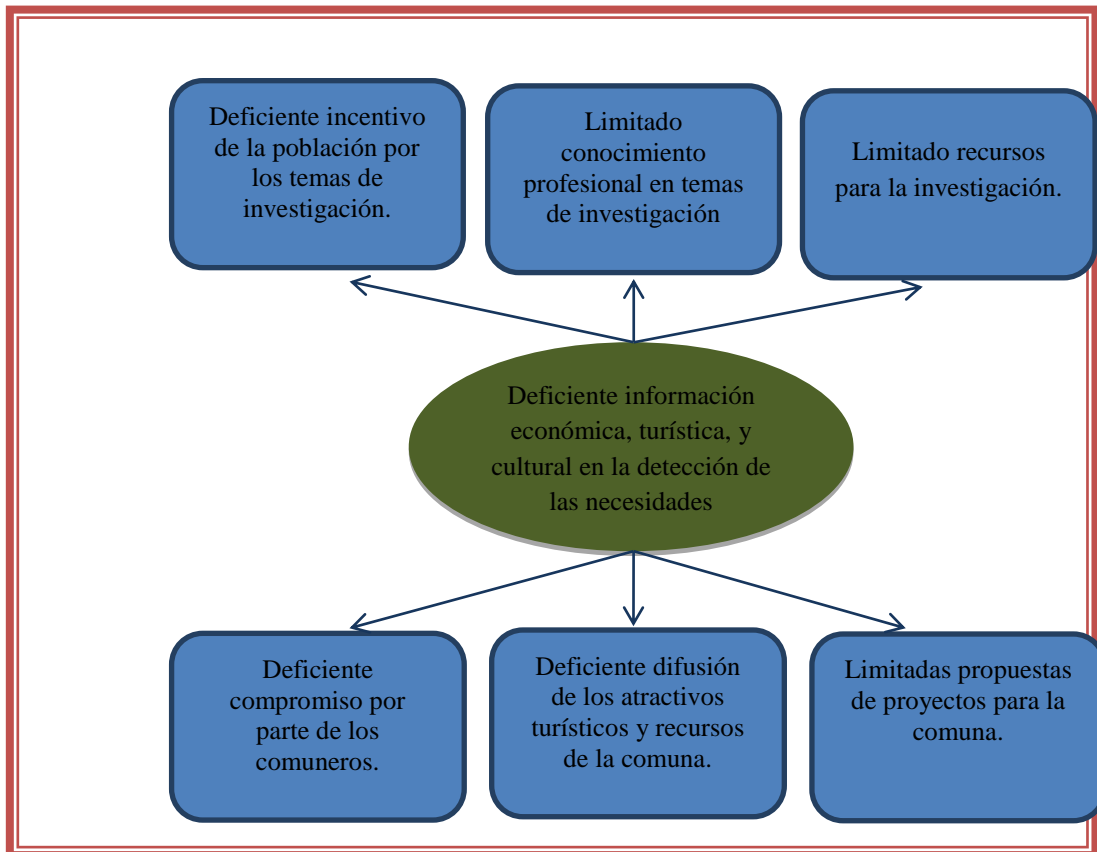 Deficiente incentivo
de la población por
los temas de
investigación.
Limitado
conocimiento
profesional en temas
de investigación
Limitado recursos
para la investigación.
Deficiente información
económica, turística, y
cultural en la detección de
las necesidades
Deficiente
compromiso por
parte de los
comuneros.
Deficiente difusión
de los atractivos
turísticos y recursos
de la comuna.
Limitadas propuestas
de proyectos para la
comuna.